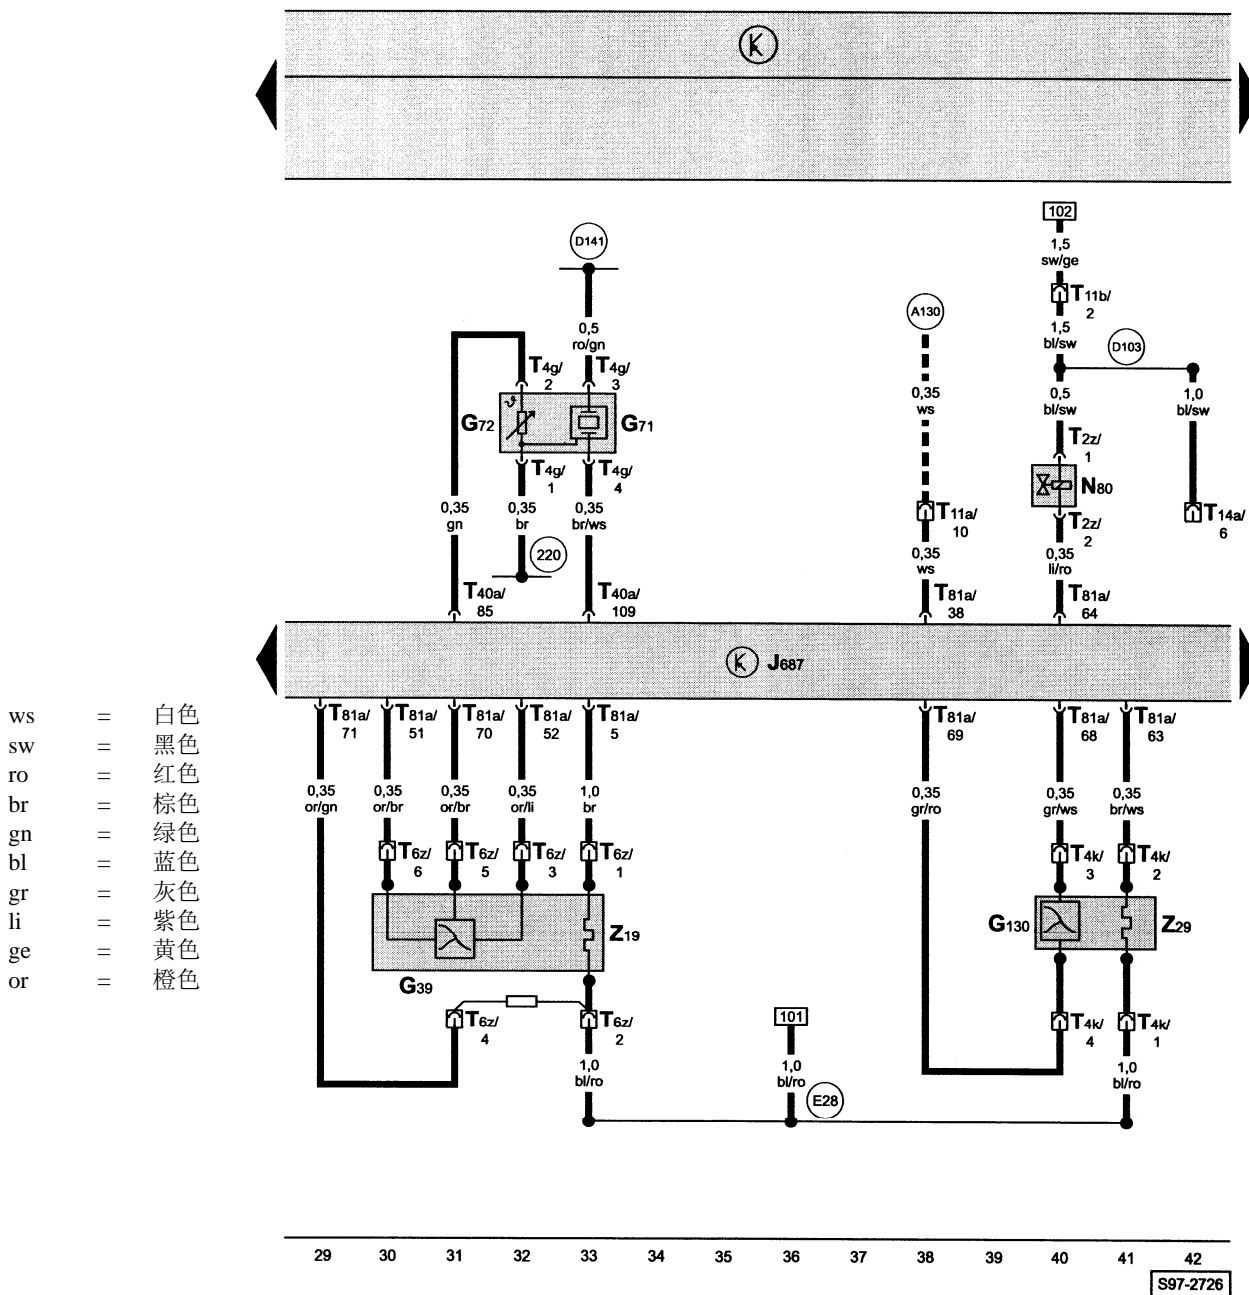 K
102
1,5
sw/ge
T11b/
2
1,5
bl/sw
D103
D141
0,5
ro/gn
A130
T4g/
2
T4g/
3
0,35
ws
0,5
bl/sw
1,0
bl/sw
G72
G71
T2z/
1
T4g/
1
T4g/
4
N80
0,35
gn
0,35
br
0,35
br/ws
T11a/
10
T2z/
2
T14a/
6
220
0,35
ws
0,35
li/ro
T40a/
85
T40a/
109
T81a/
38
T81a/
64
K J687
T81a/
71
T81a/
51
T81a/
70
T81a/
52
T81a/
5
T81a/
69
T81a/
68
T81a/
63
ws = 白色
sw = 黑色
ro = 红色
br = 棕色
gn = 绿色
bl = 蓝色
gr = 灰色
li = 紫色
ge = 黄色
or = 橙色
0,35
or/gn
0,35
or/br
0,35
or/br
0,35
or/li
1,0
br
0,35
gr/ro
0,35
gr/ws
0,35
br/ws
T6z/
6
T6z/
5
T6z/
3
T6z/
1
T4k/
3
T4k/
2
Z19
G130
Z29
G39
T6z/
4
T6z/
2
101
T4k/
4
T4k/
1
1,0
bl/ro
1,0
bl/ro
E28
1,0
bl/ro
29 30 31 32 33 34 35 36 37 38 39 40 41 42
S97-2726